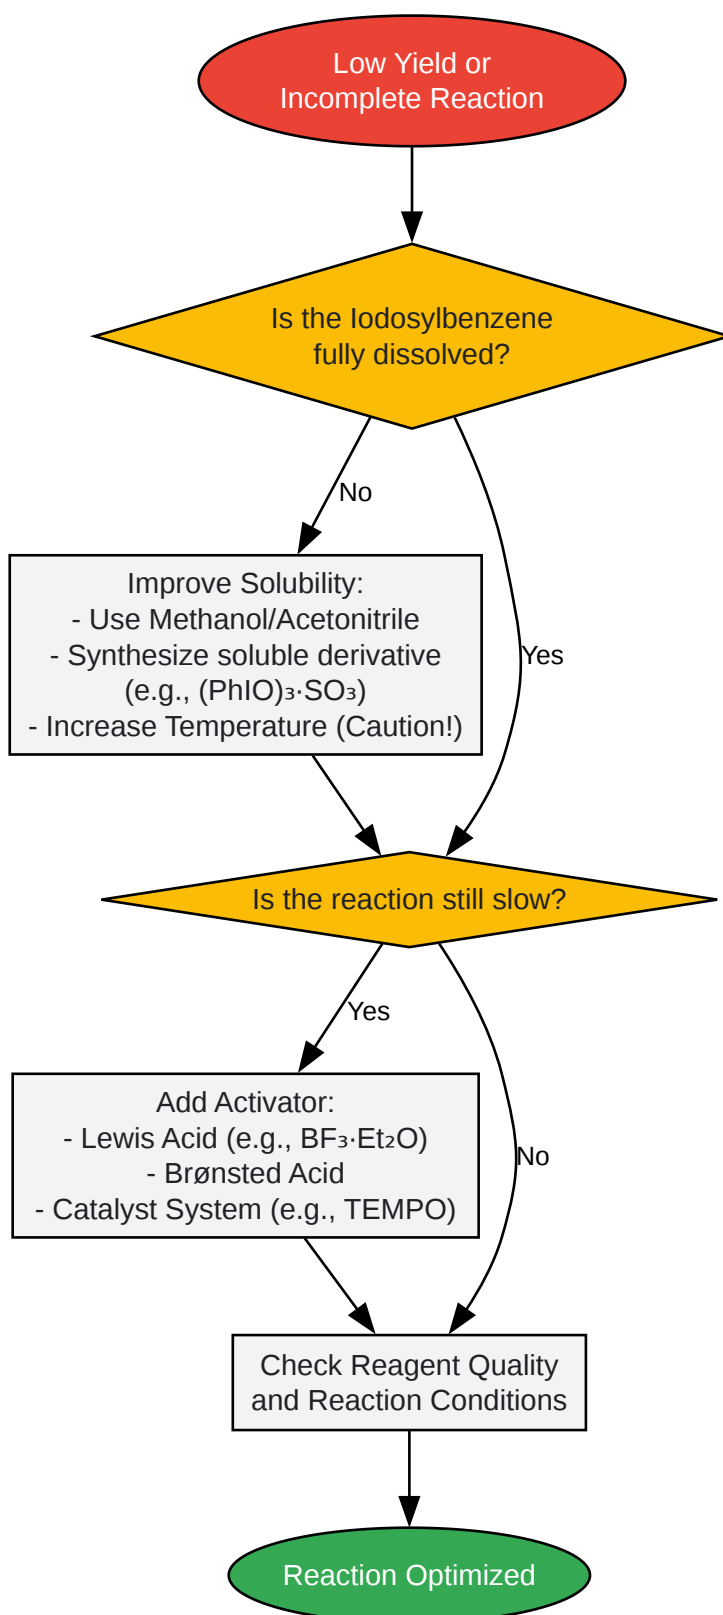 Low Yield or
Incomplete Reaction
Is the Iodosylbenzene
fully dissolved?
No
Improve Solubility:
- Use Methanol/Acetonitrile
- Synthesize soluble derivative
(e.g., (PhIO)₃·SO₃)
- Increase Temperature (Caution!)
Yes
Is the reaction still slow?
Yes
Add Activator:
- Lewis Acid (e.g., BF₃·Et₂O)
- Brønsted Acid
- Catalyst System (e.g., TEMPO)
No
Check Reagent Quality
and Reaction Conditions
Reaction Optimized